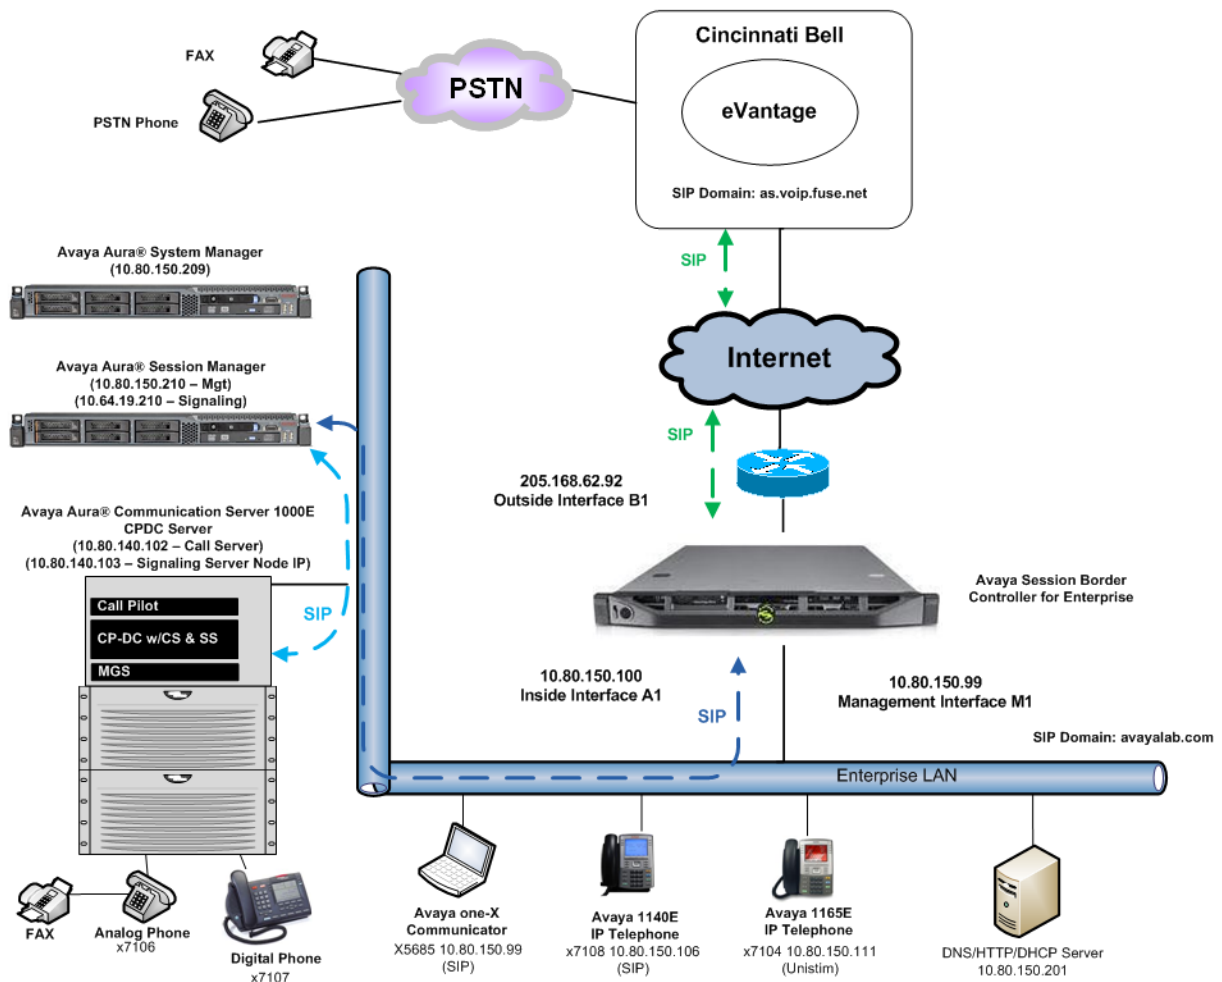 Cincinnati Bell
eVantage
SIP Domain: as.voip.fuse.net
FAX
PSTN
PSTN Phone
SIP
Internet
SIP
Avaya Aura® System Manager
(10.80.150.209)
Avaya Aura® Session Manager
(10.80.150.210 – Mgt)
(10.64.19.210 – Signaling)
205.168.62.92
Outside Interface B1
Avaya Aura® Communication Server 1000E
CPDC Server
(10.80.140.102 – Call Server)
(10.80.140.103 – Signaling Server Node IP)
Call Pilot
CP-DC w/CS & SS
MGS
SIP
Avaya Session Border
Controller for Enterprise
10.80.150.100
Inside Interface A1
SIP
10.80.150.99
Management Interface M1
SIP Domain: avayalab.com
Enterprise LAN
FAX
Analog Phone
x7106
Digital Phone
x7107
Avaya one-X
Communicator
X5685 10.80.150.99
(SIP)
Avaya 1140E
IP Telephone
x7108 10.80.150.106
(SIP)
Avaya 1165E
IP Telephone
x7104 10.80.150.111
(Unistim)
DNS/HTTP/DHCP Server
10.80.150.201